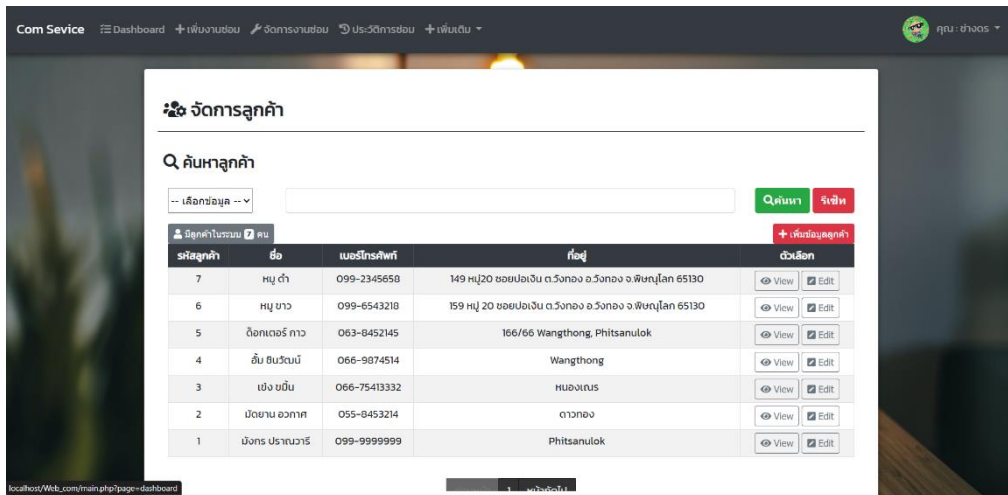 Com Sevice Dashboard เพิ่มงานซ่อม จัดการงานซ่อม ประวัติการซ่อม เพิ่มเติม คุณ : ช่างดร
จัดการลูกค้า
ค้นหาลูกค้า
-- เลือกข้อมูล -- ค้นหา รีเซ็ท
มีลูกค้าในระบบ 7 คน เพิ่มข้อมูลลูกค้า
รหัสลูกค้า ชื่อ เบอร์โทรศัพท์ ที่อยู่ ตัวเลือก
7 หมู ดำ 099-2345658 149 หมู่20 ซอยปอเงิน ต.วังทอง อ.วังทอง จ.พิษณุโลก 65130 View Edit
6 หมู ขาว 099-6543218 159 หมู่ 20 ซอยปอเงิน ต.วังทอง อ.วังทอง จ.พิษณุโลก 65130 View Edit
5 ด็อกเตอร์ กาว 063-8452145 166/66 Wangthong, Phitsanulok View Edit
4 อั้ม ชินวัฒน์ 066-9874514 Wangthong View Edit
3 เข่ง ขมิ้น 066-75413332 หนองเณร View Edit
2 มัดยาน อวกาศ 055-8453214 ดาวทอง View Edit
1 มังกร ปราณวารี 099-9999999 Phitsanulok View Edit
1 หน้าถัดไป
localhost/Web_com/main.php?page=dashboard